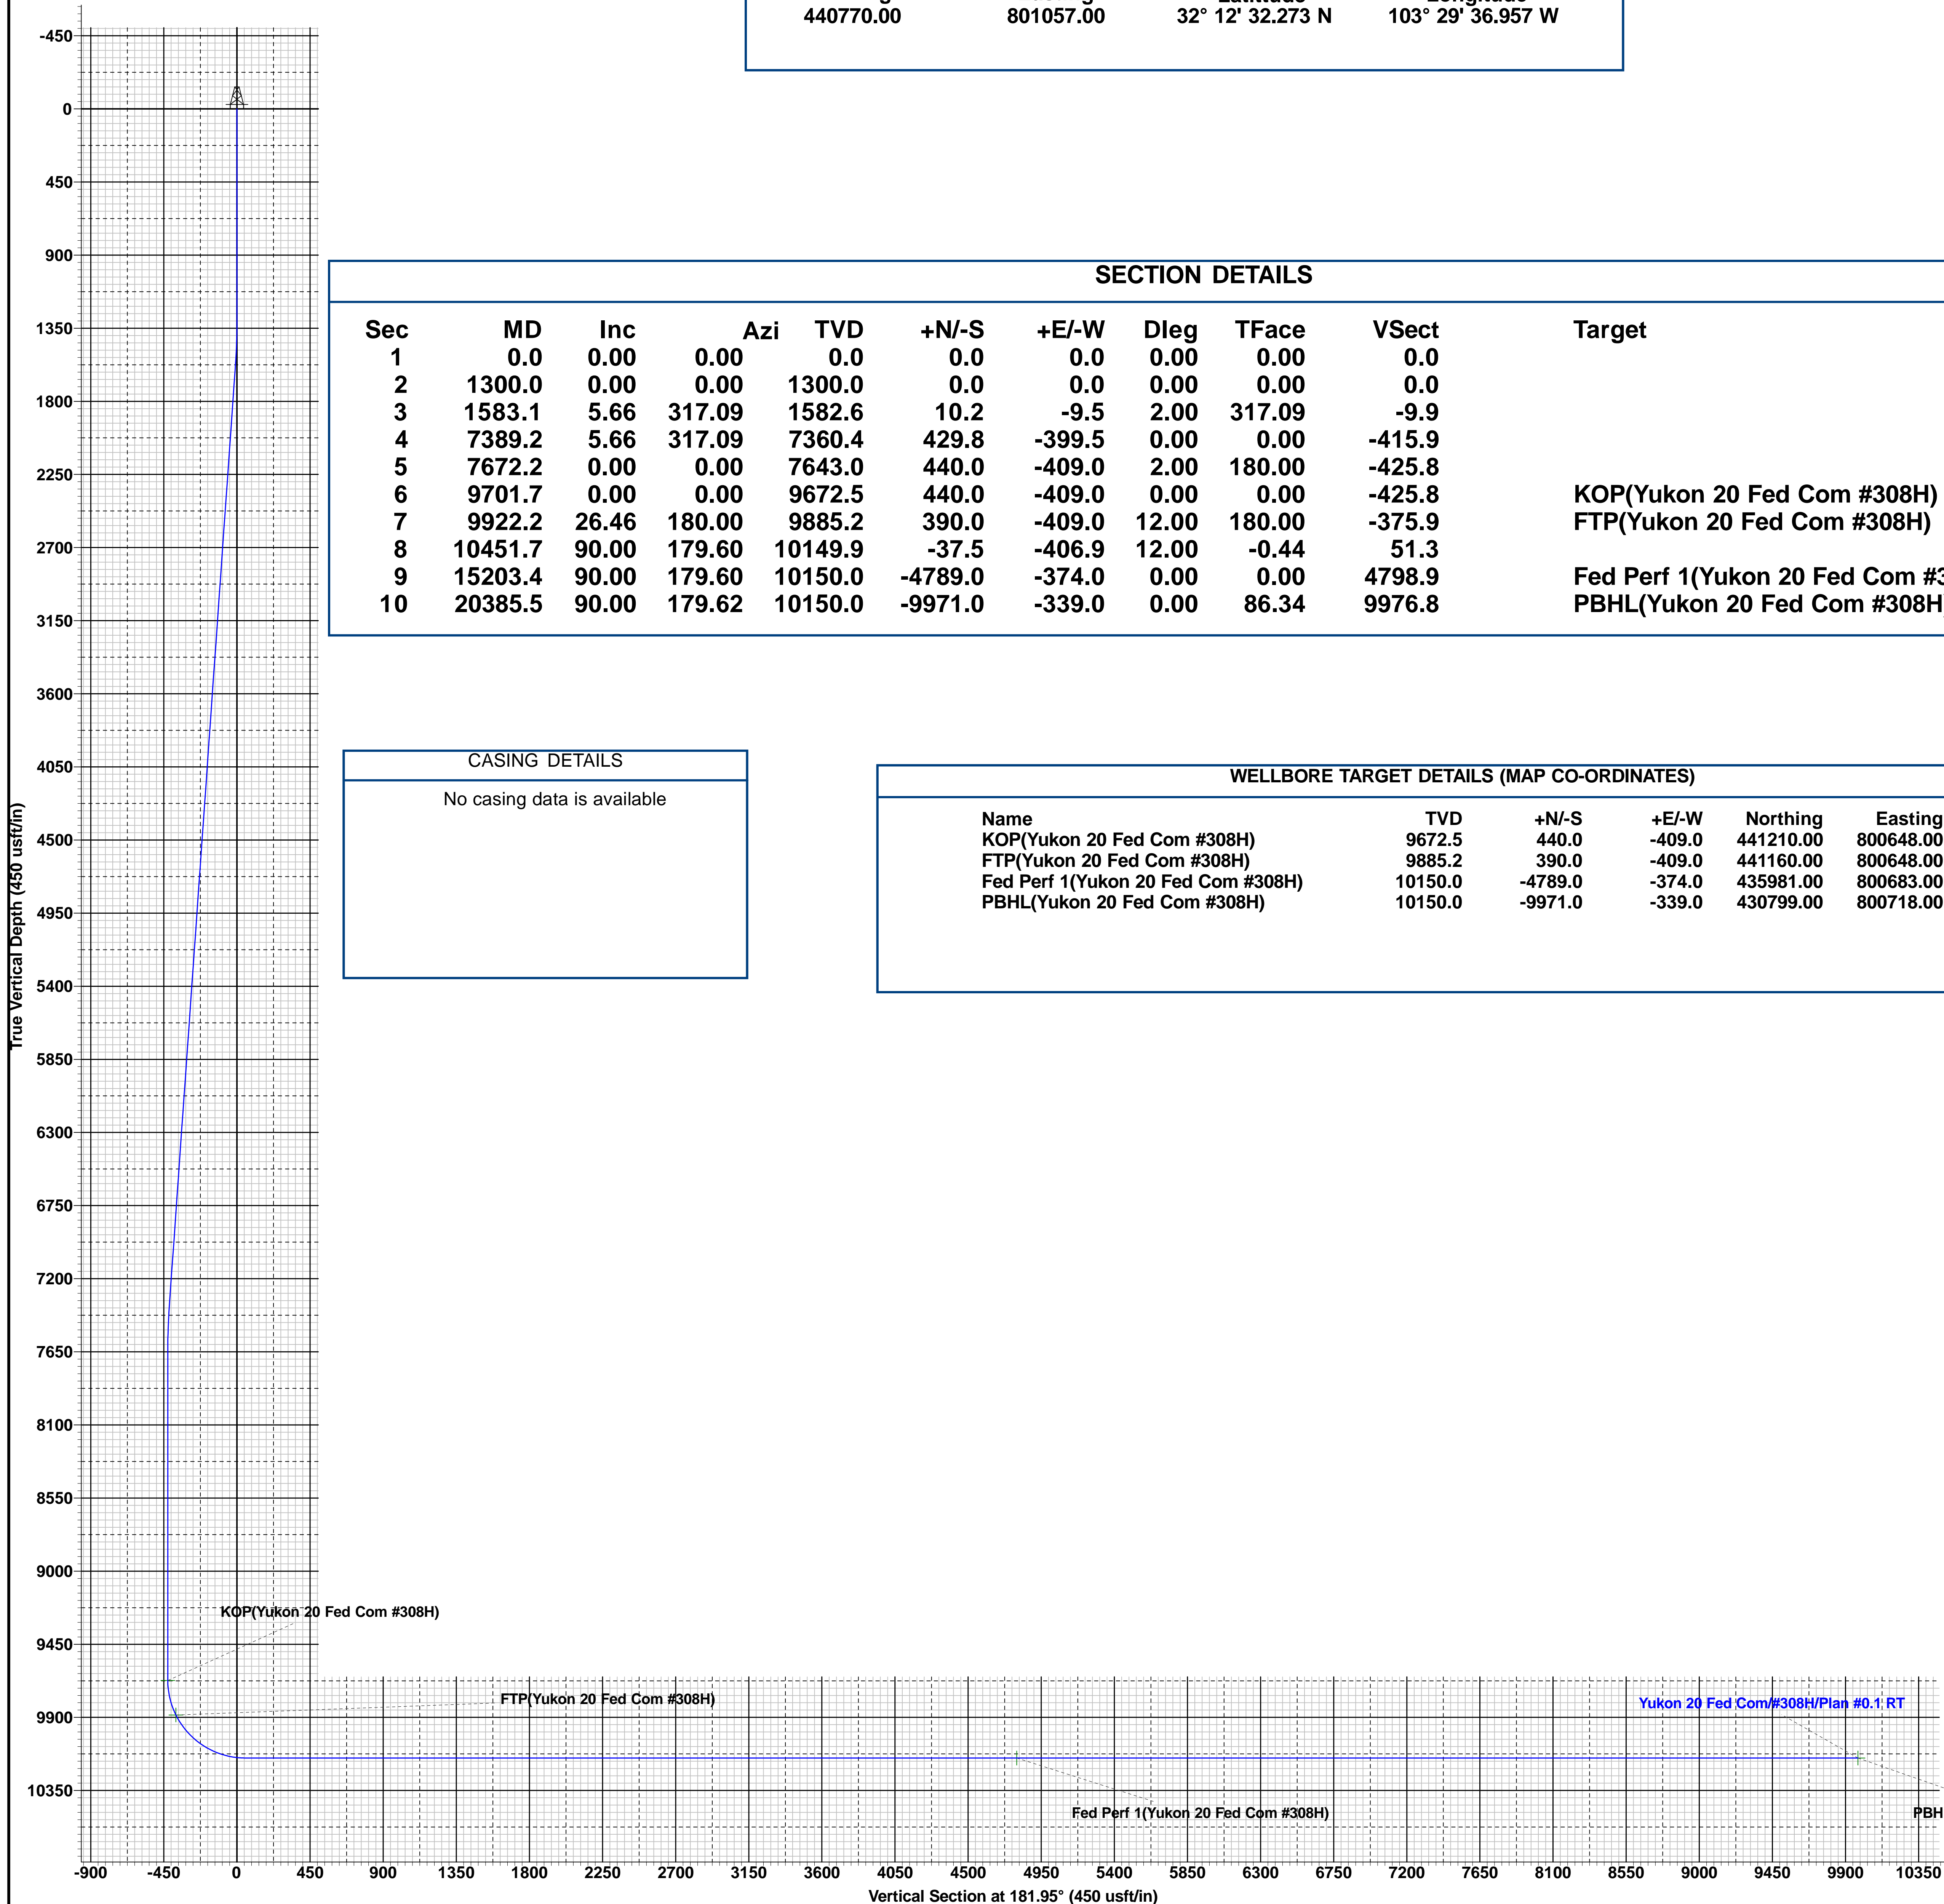 440770.00 801057.00 32° 12' 32.273 N 103° 29' 36.957 W
-450
0
450
900
1350
1800
2250
2700
3150
3600
4050
4500
4950
5400
5850
6300
6750
7200
7650
8100
8550
9000
9450
9900
10350
True Vertical Depth (450 usft/in)
SECTION DETAILS
Sec MD Inc Azi TVD +N/-S +E/-W Dleg TFace VSect Target
1 0.0 0.00 0.00 0.0 0.0 0.0 0.00 0.00 0.0
2 1300.0 0.00 0.00 1300.0 0.0 0.0 0.00 0.00 0.0
3 1583.1 5.66 317.09 1582.6 10.2 -9.5 2.00 317.09 -9.9
4 7389.2 5.66 317.09 7360.4 429.8 -399.5 0.00 0.00 -415.9
5 7672.2 0.00 0.00 7643.0 440.0 -409.0 2.00 180.00 -425.8
6 9701.7 0.00 0.00 9672.5 440.0 -409.0 0.00 0.00 -425.8 KOP(Yukon 20 Fed Com #308H)
7 9922.2 26.46 180.00 9885.2 390.0 -409.0 12.00 180.00 -375.9 FTP(Yukon 20 Fed Com #308H)
8 10451.7 90.00 179.60 10149.9 -37.5 -406.9 12.00 -0.44 51.3
9 15203.4 90.00 179.60 10150.0 -4789.0 -374.0 0.00 0.00 4798.9 Fed Perf 1(Yukon 20 Fed Com
10 20385.5 90.00 179.62 10150.0 -9971.0 -339.0 0.00 86.34 9976.8 PBHL(Yukon 20 Fed Com #308H
CASING DETAILS
No casing data is available
WELLBORE TARGET DETAILS (MAP CO-ORDINATES)
Name TVD +N/-S +E/-W Northing Easting
KOP(Yukon 20 Fed Com #308H) 9672.5 440.0 -409.0 441210.00 800648.00
FTP(Yukon 20 Fed Com #308H) 9885.2 390.0 -409.0 441160.00 800648.00
Fed Perf 1(Yukon 20 Fed Com #308H) 10150.0 -4789.0 -374.0 435981.00 800683.00
PBHL(Yukon 20 Fed Com #308H) 10150.0 -9971.0 -339.0 430799.00 800718.00
KOP(Yukon 20 Fed Com #308H)
FTP(Yukon 20 Fed Com #308H)
Yukon 20 Fed Com/#308H/Plan #0.1 RT
Fed Perf 1(Yukon 20 Fed Com #308H)
PBH
-900 -450 0 450 900 1350 1800 2250 2700 3150 3600 4050 4500 4950 5400 5850 6300 6750 7200 7650 8100 8550 9000 9450 9900 10350
Vertical Section at 181.95° (450 usft/in)